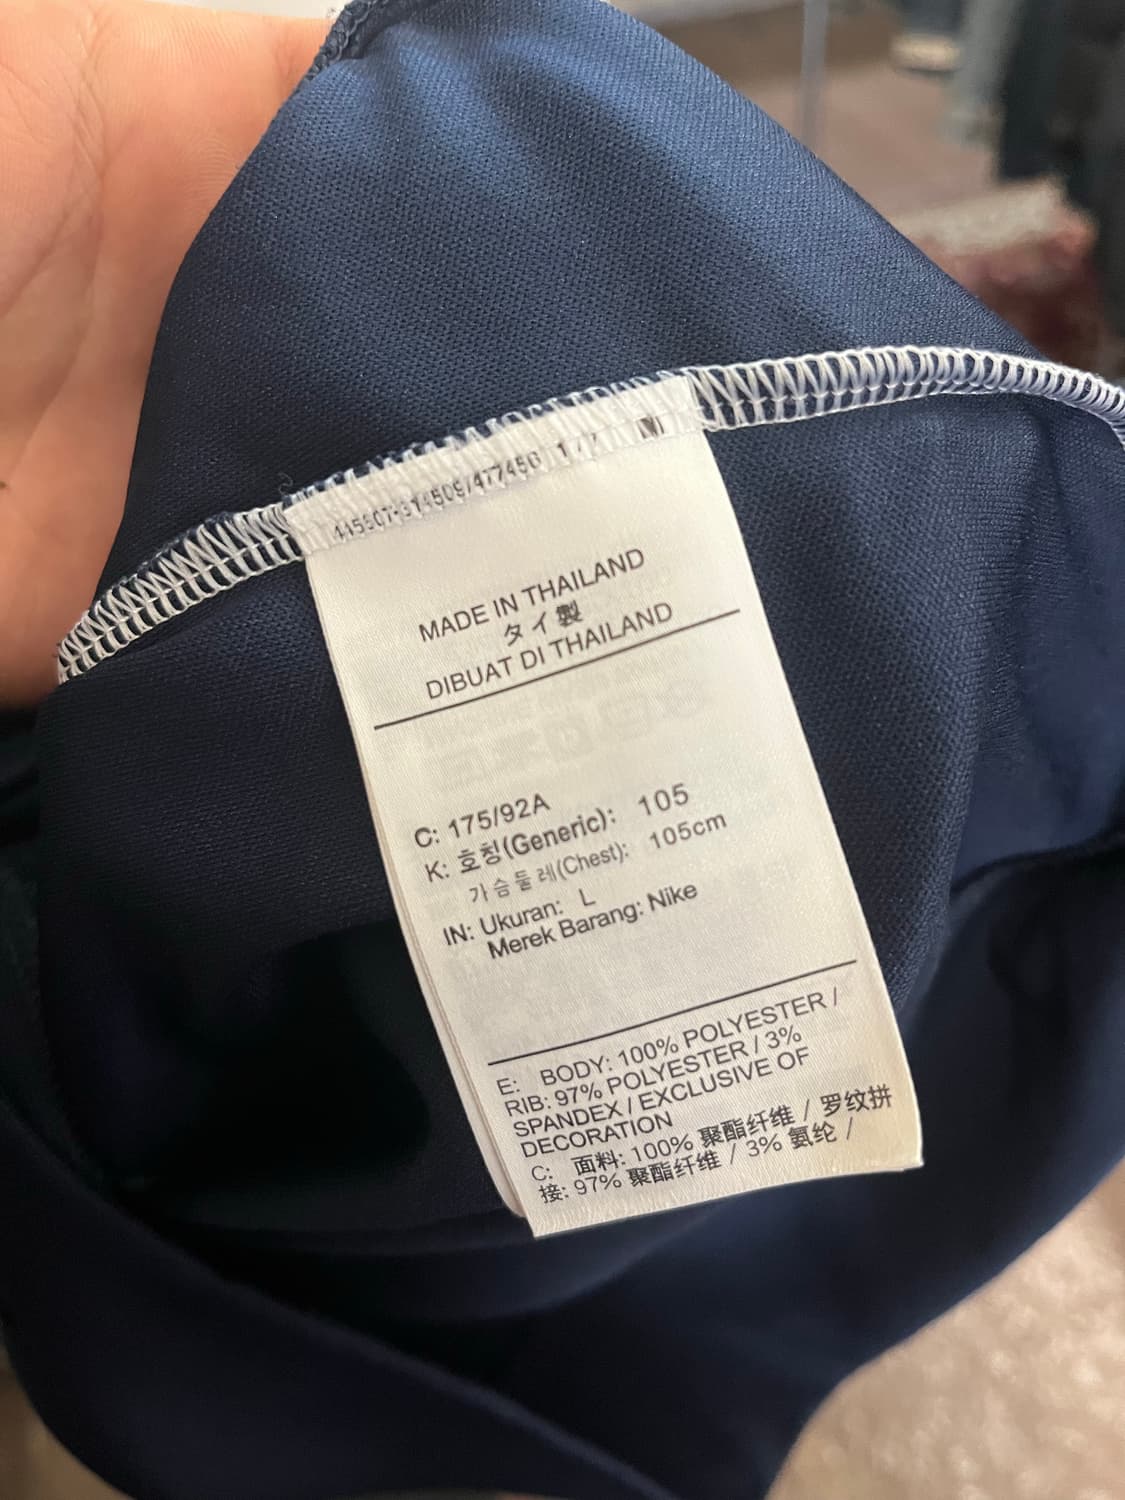 MADE IN THAILAND
タイ製
DIBUAT DI THAILAND
C: 175/92A
K: 호칭(Generic): 105
가슴둘레(Chest): 105cm
IN: Ukuran: L
Merek Barang: Nike
E: BODY: 100% POLYESTER /
RIB: 97% POLYESTER / 3%
SPANDEX / EXCLUSIVE OF
DECORATION
C: 面料: 100% 聚酯纤维 / 罗纹拼
接: 97% 聚酯纤维 / 3% 氨纶 /